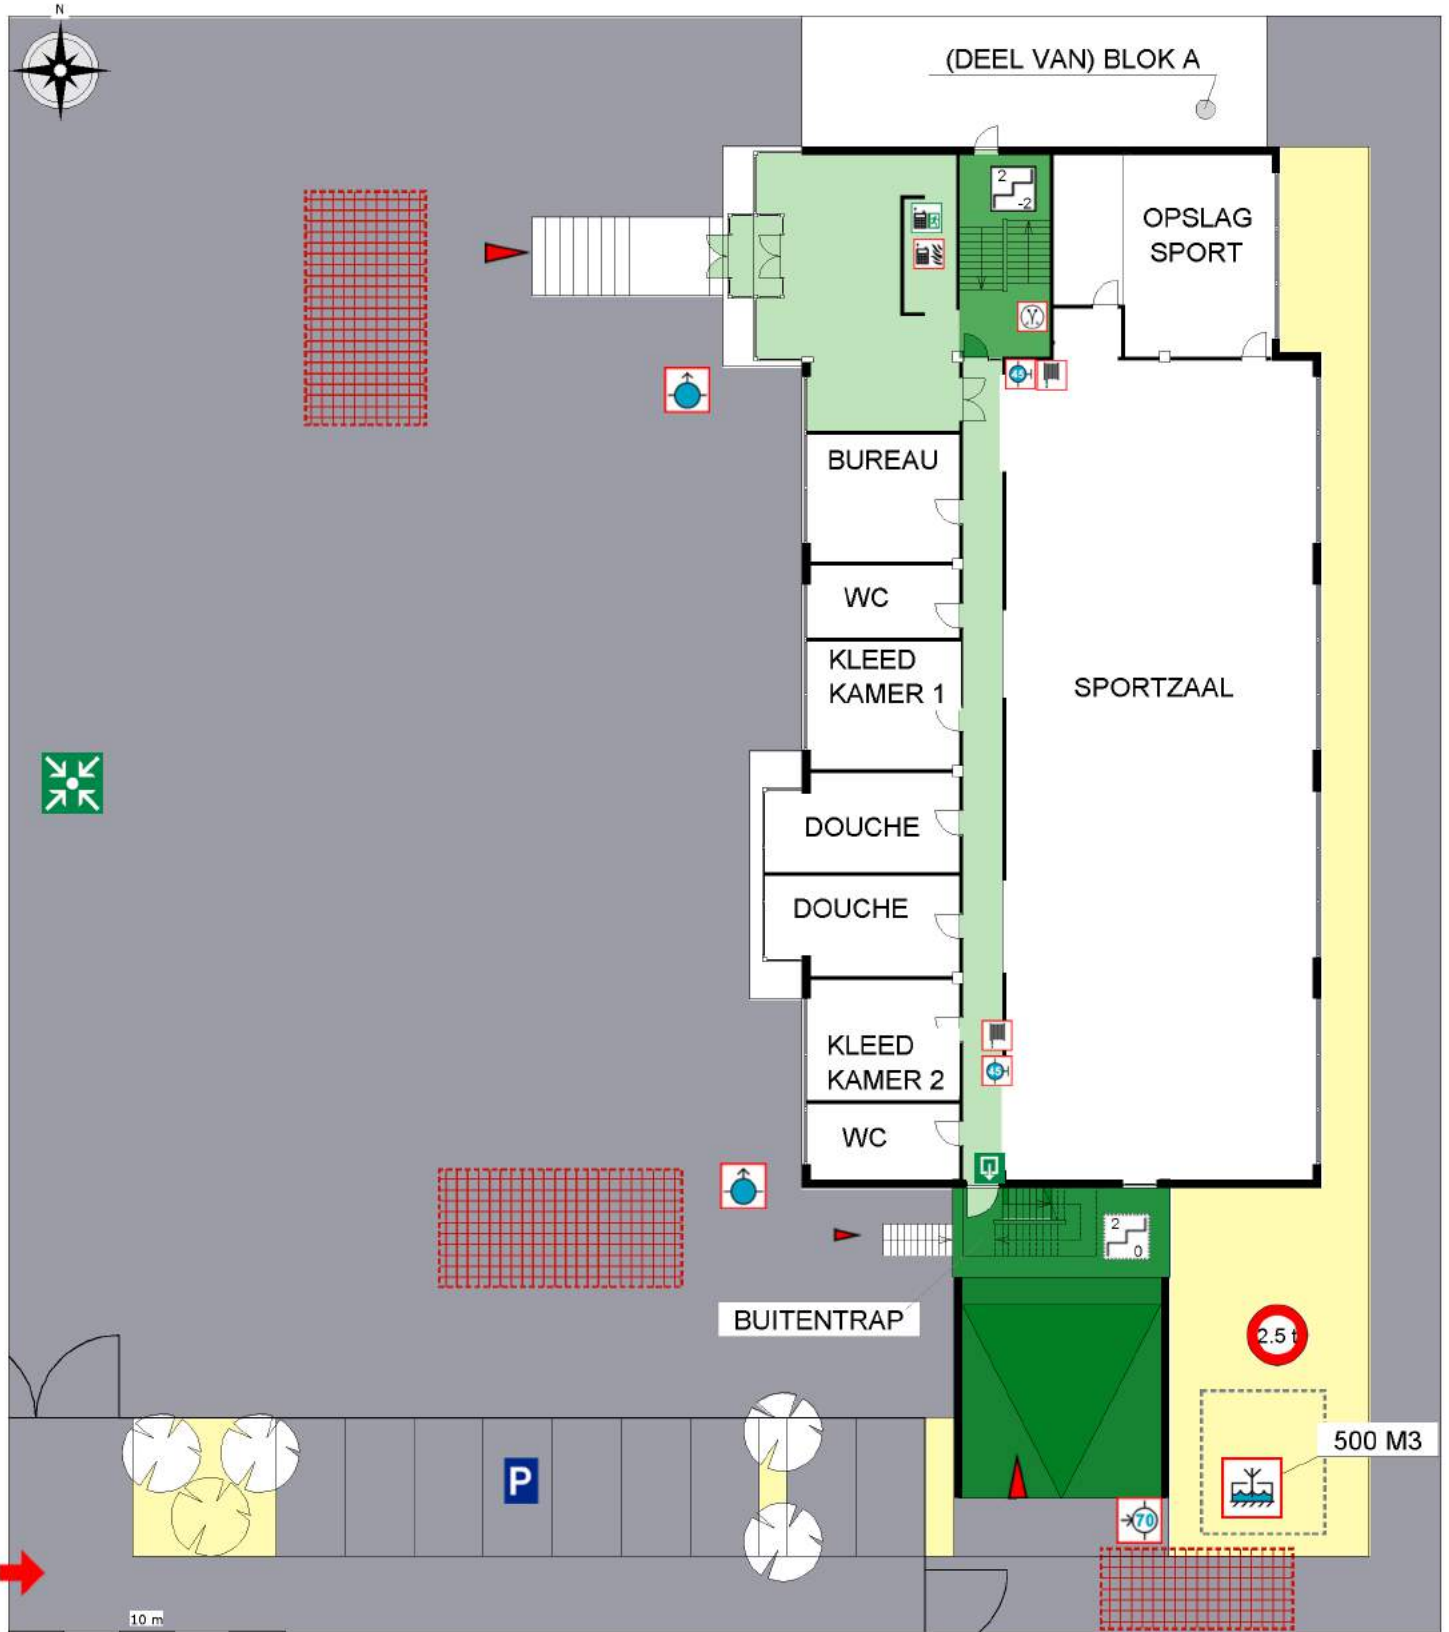 N
(DEEL VAN) BLOK A
2
-2
OPSLAG
SPORT
45
BUREAU
WC
KLEED
KAMER 1
SPORTZAAL
DOUCHE
DOUCHE
KLEED
KAMER 2
45
WC
2
0
BUITENTRAP
2.5 t
500 M3
P
70
10 m